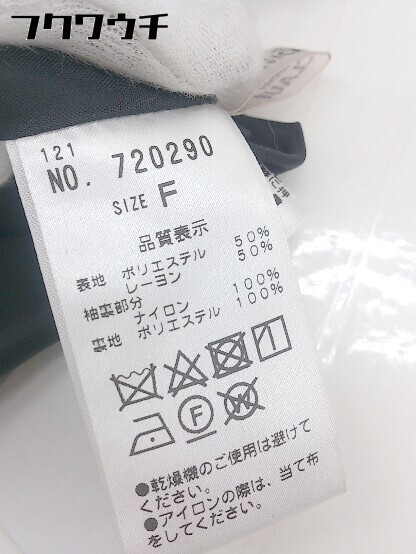 フクワウチ
121
NO. 720290
SIZE F
品質表示
表地 ポリエステル 50%
レーヨン 50%
袖装部分
ナイロン 100%
裏地 ポリエステル 100%
F
W
●乾燥機のご使用は避けて
ください。
●アイロンの際は、当て布
をしてください。